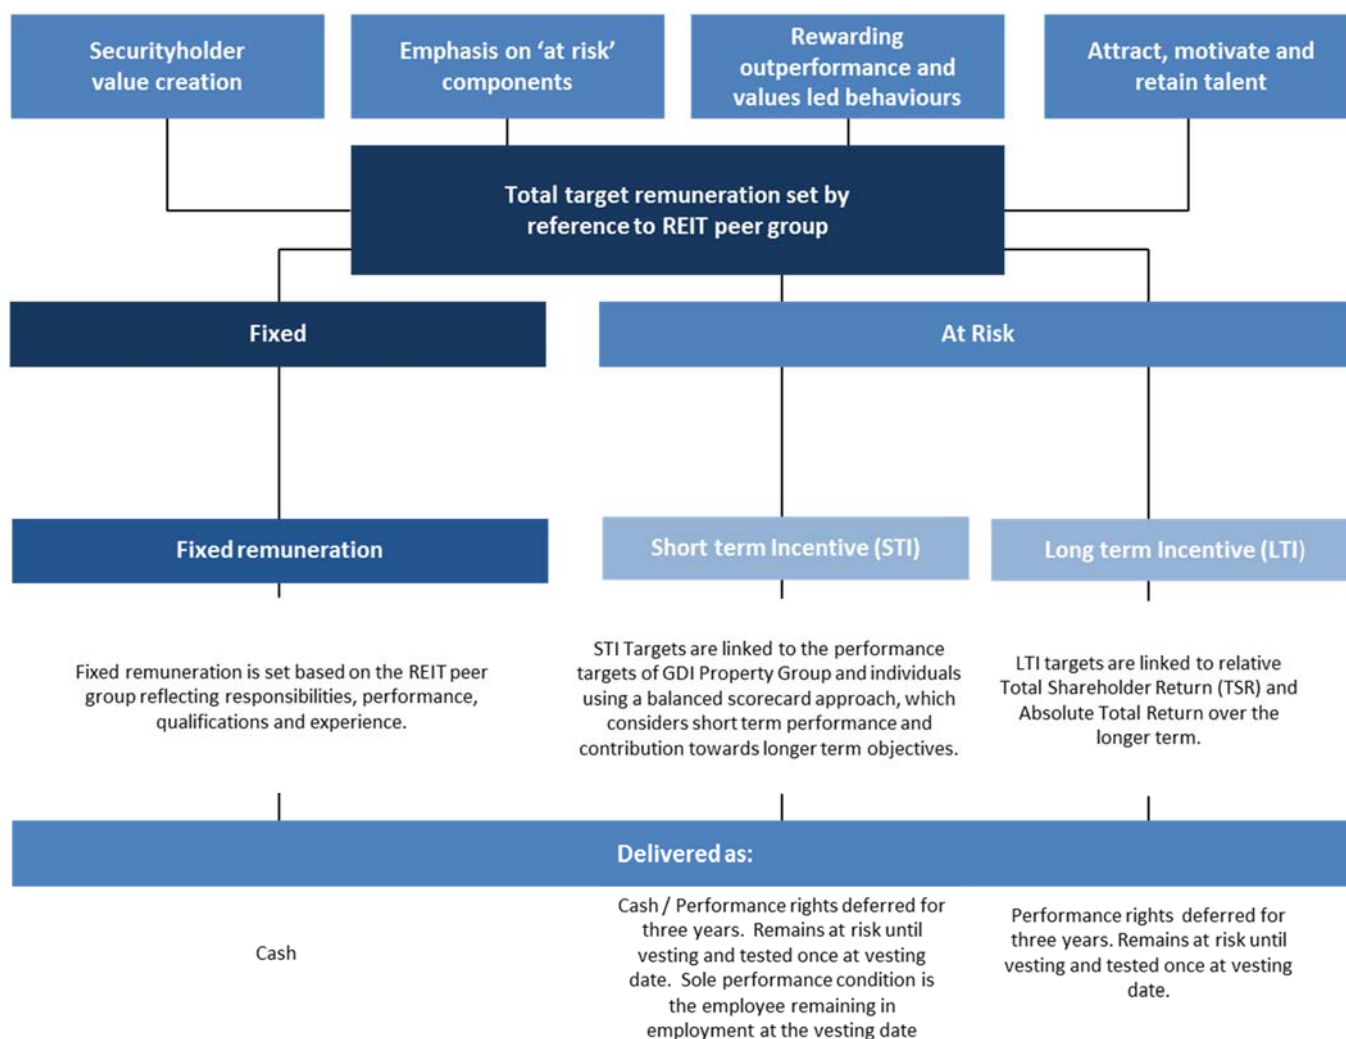 Securityholder
value creation
Emphasis on ‘at risk’
components
Rewarding
outperformance and
values led behaviours
Attract, motivate and
retain talent
Total target remuneration set by
reference to REIT peer group
Fixed
At Risk
Fixed remuneration
Short term Incentive (STI)
Long term Incentive (LTI)
Fixed remuneration is set based on the REIT peer
group reflecting responsibilities, performance,
qualifications and experience.
STI Targets are linked to the performance
targets of GDI Property Group and individuals
using a balanced scorecard approach, which
considers short term performance and
contribution towards longer term objectives.
LTI targets are linked to relative
Total Shareholder Return (TSR) and
Absolute Total Return over the
longer term.
Delivered as:
Cash
Cash / Performance rights deferred for
three years. Remains at risk until
vesting and tested once at vesting
date. Sole performance condition is
the employee remaining in
employment at the vesting date
Performance rights deferred for
three years. Remains at risk until
vesting and tested once at vesting
date.